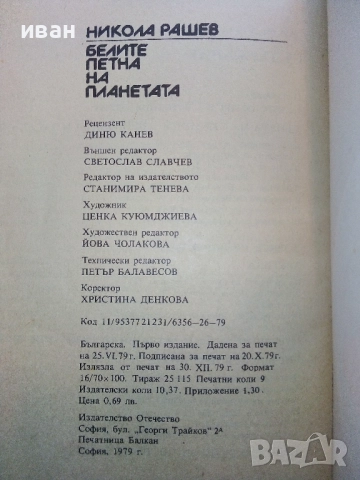 иван
НИКОЛА РАШЕВ
БЕЛИТЕ
ПЕТНА
НА
ПЛАНЕТАТА
Рецензент
ДИНЮ КАНЕВ
Външен редактор
СВЕТОСЛАВ СЛАВЧЕВ
Редактор на издателството
СТАНИМИРА ТЕНЕВА
Художник
ЦЕНКА КУЮМДЖИЕВА
Художествен редактор
ЙОВА ЧОЛАКОВА
Технически редактор
ПЕТЪР БАЛАВЕСОВ
Коректор
ХРИСТИНА ДЕНКОВА
Код 11/9537721231/6356—26—79
Българска. Първо издание. Дадена за печат
на 25.VI.79 г. Подписана за печат на 20.X.79 г.
Излязла от печат на 30. XII. 79 г. Формат
16/70×100. Тираж 25 115 Печатни коли 9
Издателски коли 10,37. Приложение 1,30.
Цена 0,69 лв.
Издателство Отечество
София, бул. „Георги Трайков“ 2а
Печатница Балкан
София, 1979 г.
BAZAR.bg